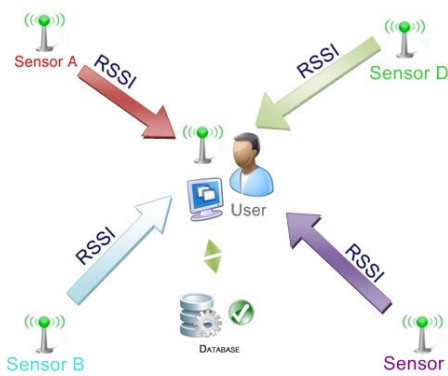 Sensor A
RSSI
RSSI
Sensor D
User
RSSI
RSSI
DATABASE
Sensor B
Sensor